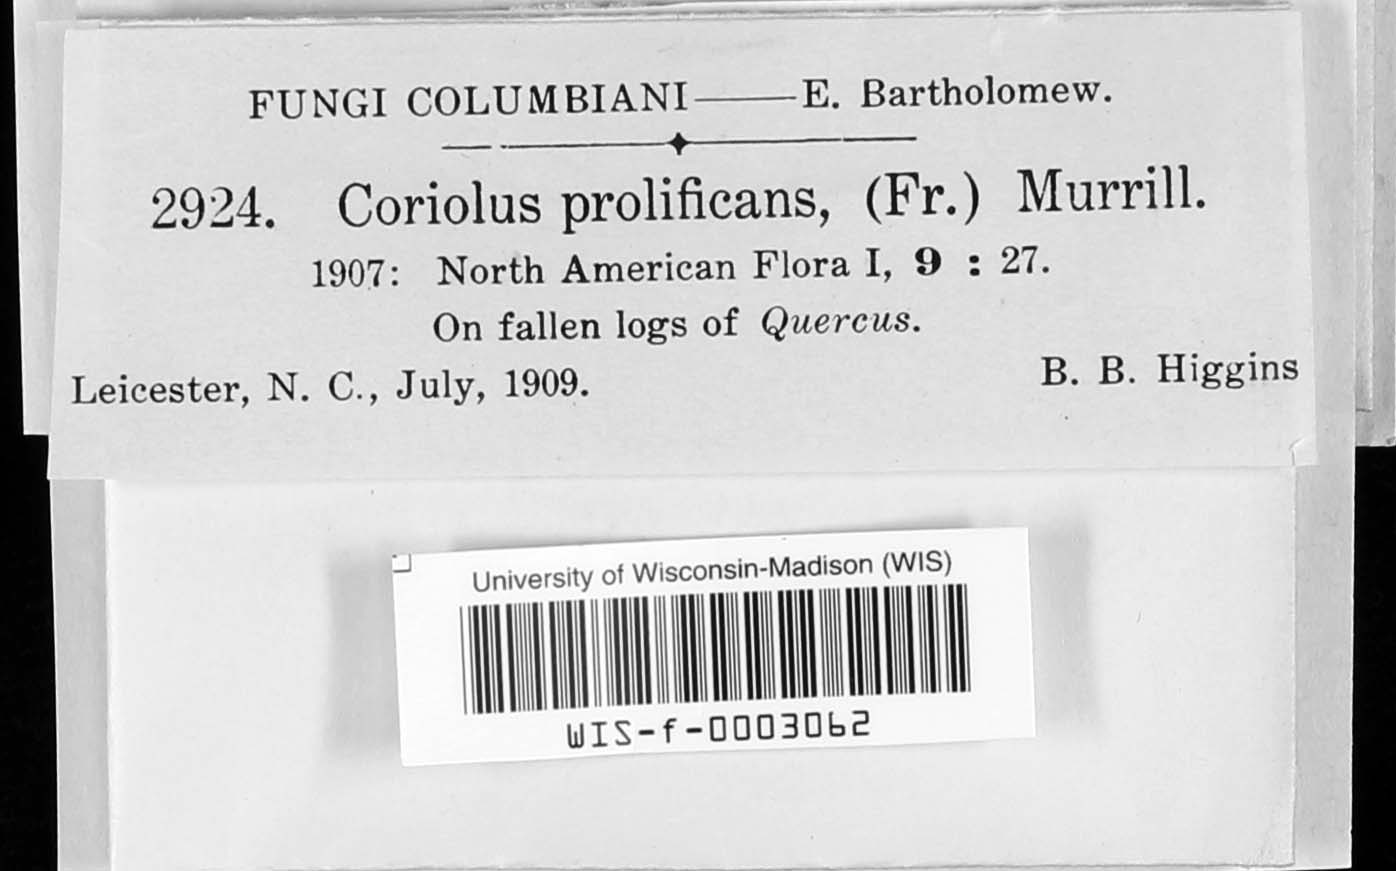 FUNGI COLUMBIANI——E. Bartholomew.
2924. Coriolus prolificans, (Fr.) Murrill.
1907: North American Flora I, 9 : 27.
On fallen logs of Quercus.
Leicester, N. C., July, 1909. B. B. Higgins
University of Wisconsin-Madison (WIS)
WIS-f-0003062